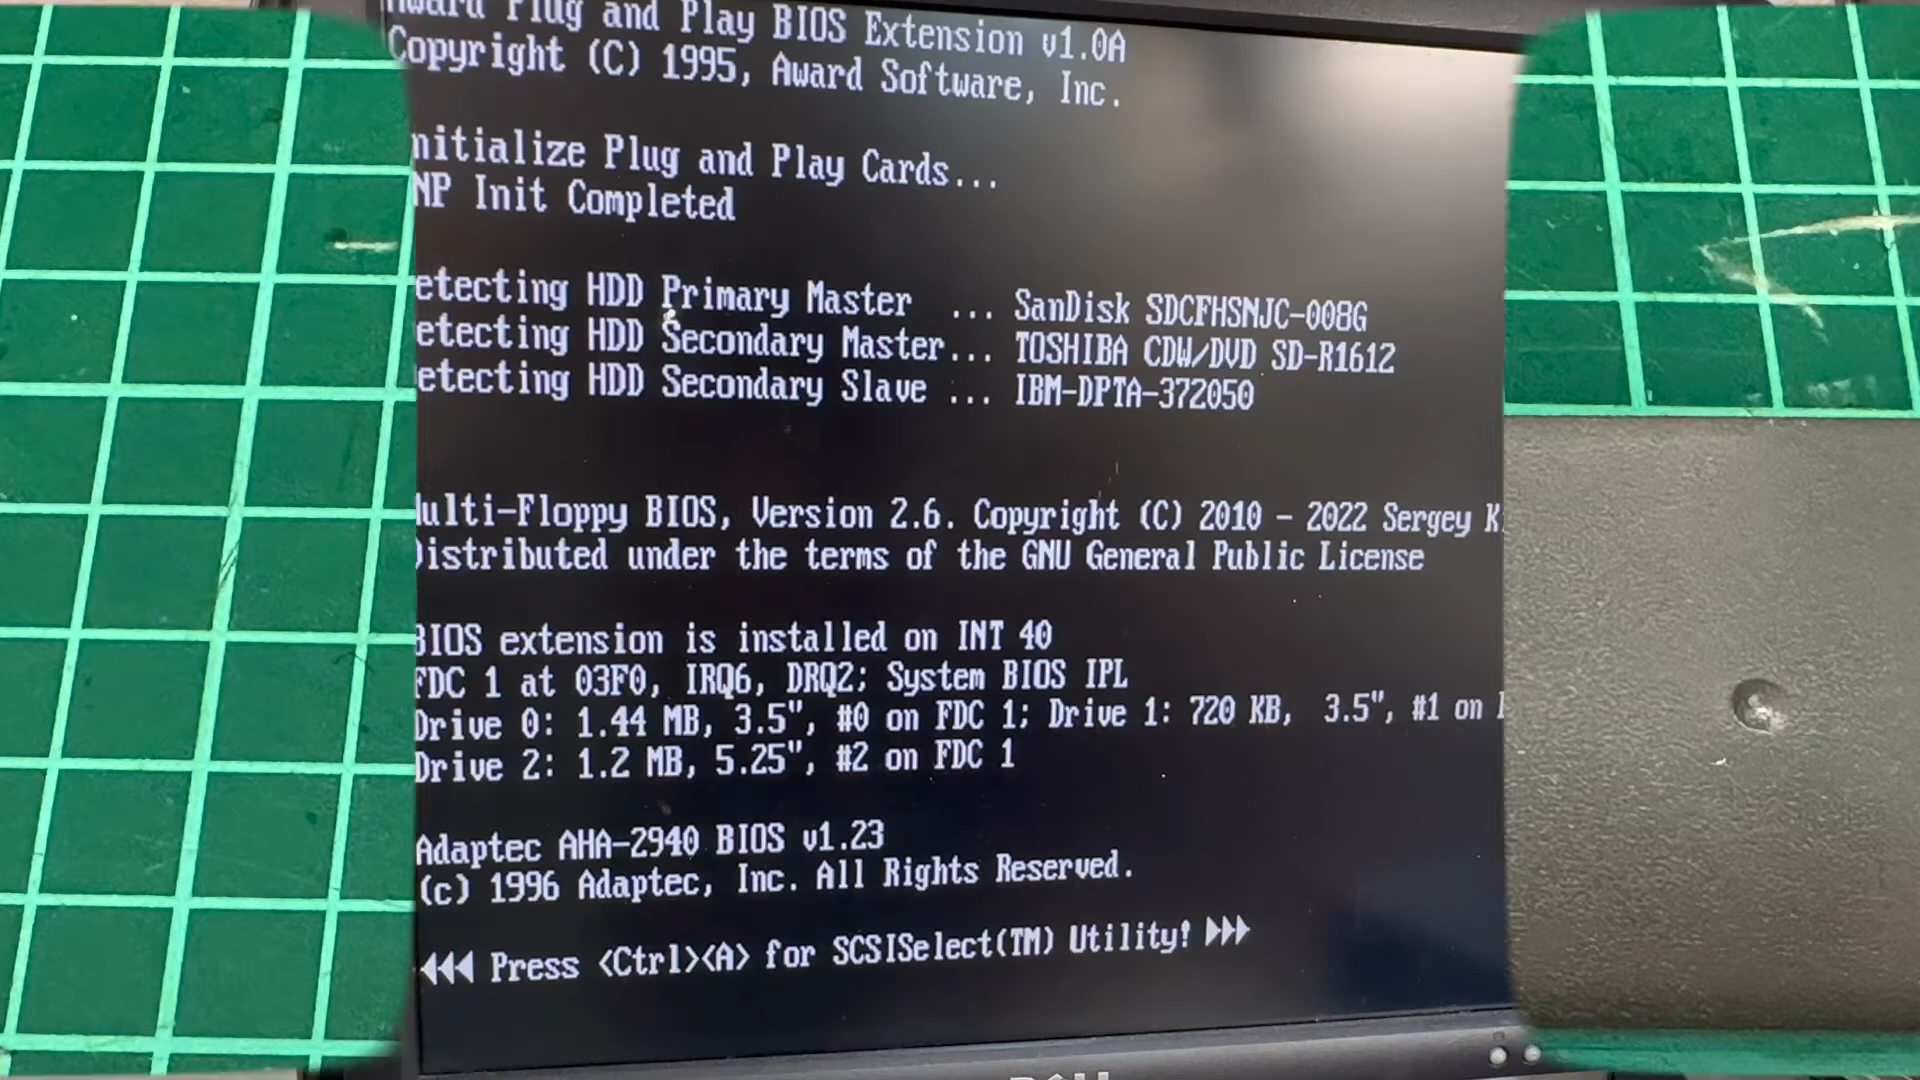 Award Plug and Play BIOS Extension v1.0A
Copyright (C) 1995, Award Software, Inc.
nitialize Plug and Play Cards...
NP Init Completed
etecting HDD Primary Master ... SanDisk SDCFHSNJC-008G
etecting HDD Secondary Master... TOSHIBA CDW/DVD SD-R1612
etecting HDD Secondary Slave ... IBM-DPTA-372050
ulti-Floppy BIOS, Version 2.6. Copyright (C) 2010 - 2022 Sergey K
Distributed under the terms of the GNU General Public License
BIOS extension is installed on INT 40
FDC 1 at 03F0, IRQ6, DRQ2; System BIOS IPL
Drive 0: 1.44 MB, 3.5", #0 on FDC 1; Drive 1: 720 KB, 3.5", #1 on
Drive 2: 1.2 MB, 5.25", #2 on FDC 1
Adaptec AHA-2940 BIOS v1.23
(c) 1996 Adaptec, Inc. All Rights Reserved.
◄◄◄ Press <Ctrl><A> for SCSISelect(TM) Utility! ►►►